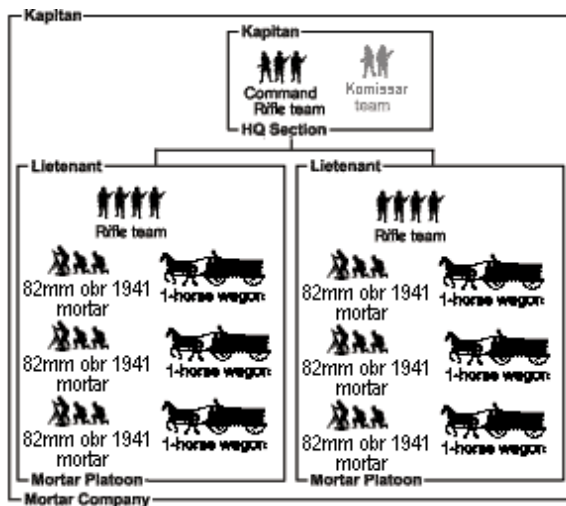 Kapitan
Kapitan
Command
Rifle team
Komissar
team
HQ Section
Lietenant
Rifle team
82mm obr 1941
mortar
1-horse wagon
82mm obr 1941
mortar
1-horse wagon
82mm obr 1941
mortar
1-horse wagon
Mortar Platoon
Lietenant
Rifle team
82mm obr 1941
mortar
1-horse wagon
82mm obr 1941
mortar
1-horse wagon
82mm obr 1941
mortar
1-horse wagon
Mortar Platoon
Mortar Company